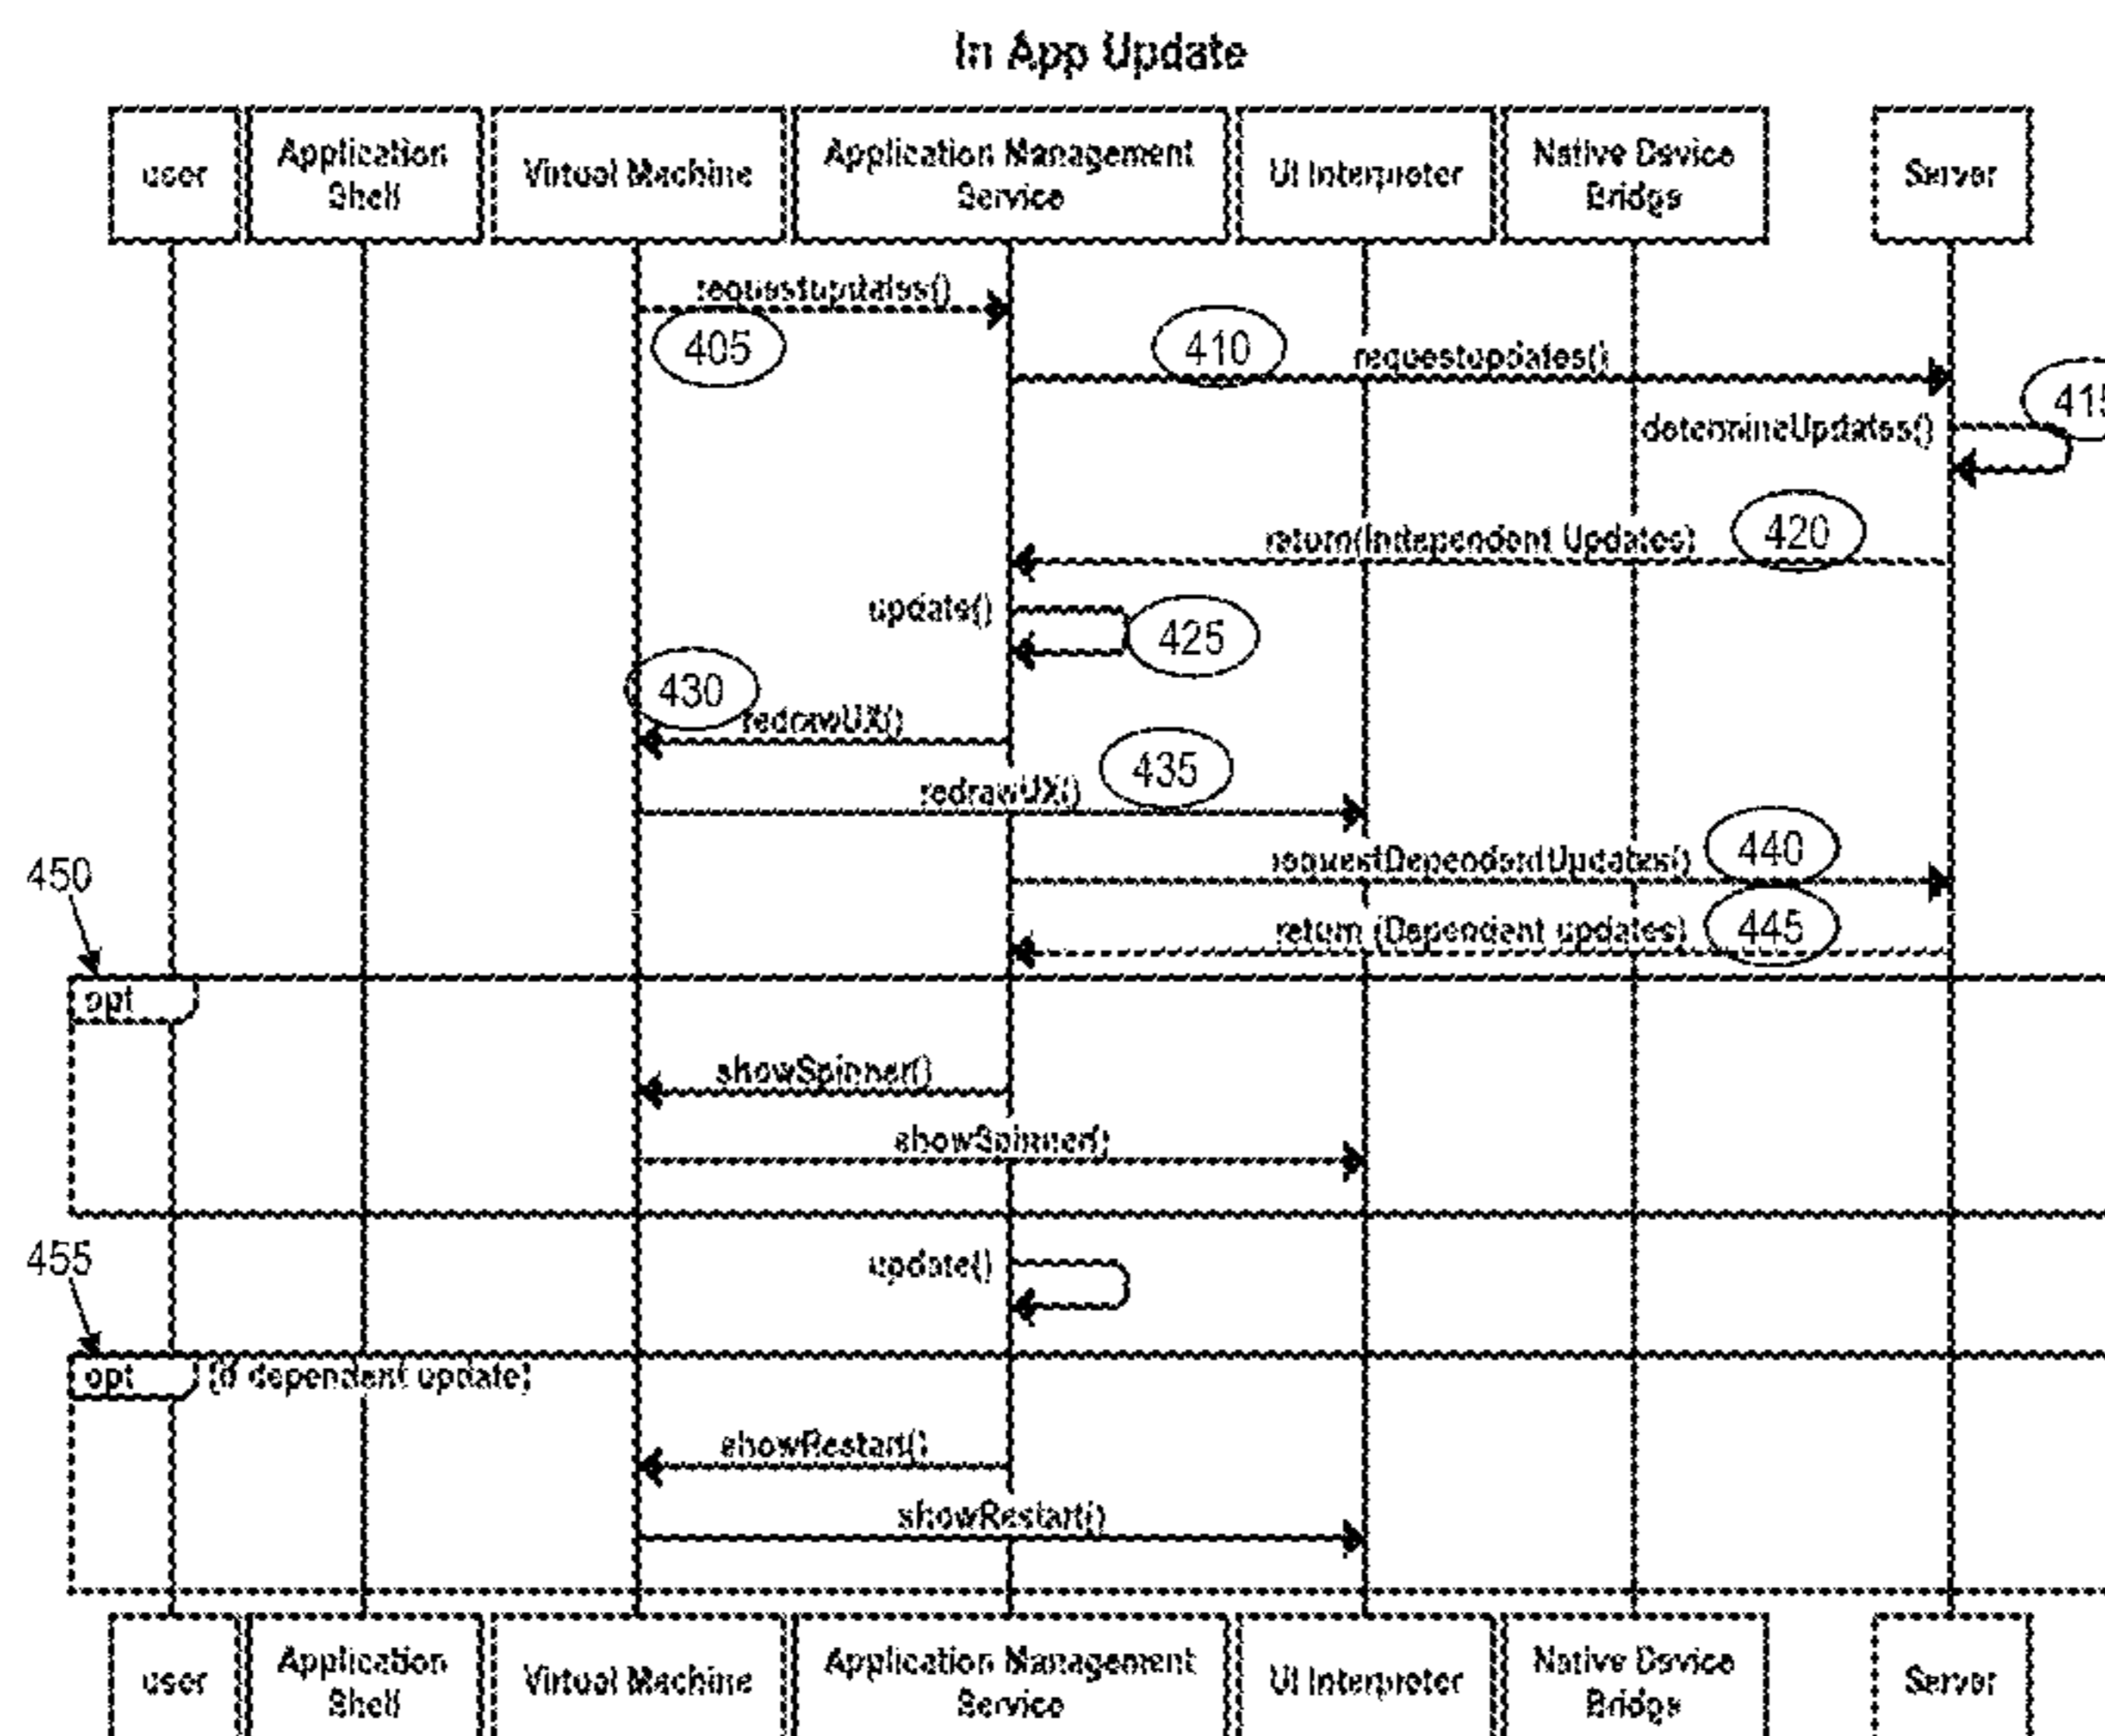 In App Update
user
Application
Shell
Virtual Machine
Application Management
Service
UI Interpreter
Native Device
Bridge
Server
requestupdates()
405
410
requestupdates()
415
determineUpdates()
return(Independent Updates)
420
update()
425
430
redrawUX()
435
redrawUX()
requestDependentUpdates()
440
450
return (Dependent updates)
445
opt
showSpinner()
showSpinner()
455
update()
opt
[if dependent update]
showRestart()
showRestart()
user
Application
Shell
Virtual Machine
Application Management
Service
UI Interpreter
Native Device
Bridge
Server